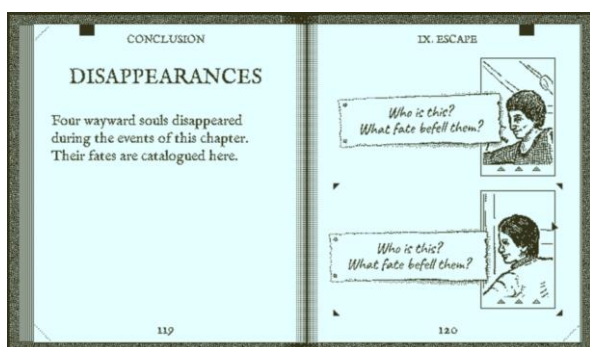 CONCLUSION
DISAPPEARANCES
Four wayward souls disappeared
during the events of this chapter.
Their fates are catalogued here.
119
IX. ESCAPE
Who is this?
What fate befell them?
Who is this?
What fate befell them?
120